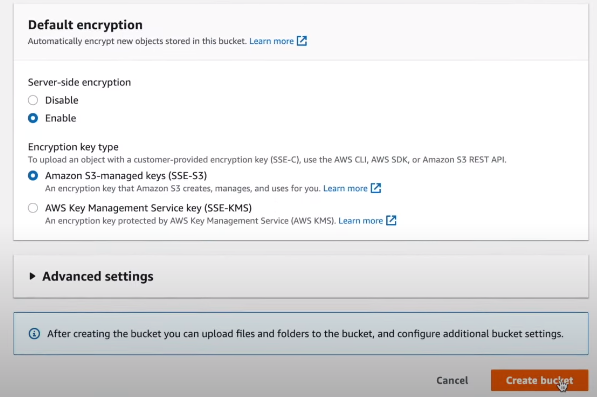 Default encryption
Automatically encrypt new objects stored in this bucket. Learn more
Server-side encryption
Disable
Enable
Encryption key type
To upload an object with a customer-provided encryption key (SSE-C), use the AWS CLI, AWS SDK, or Amazon S3 REST API.
Amazon S3-managed keys (SSE-S3)
An encryption key that Amazon S3 creates, manages, and uses for you. Learn more
AWS Key Management Service key (SSE-KMS)
An encryption key protected by AWS Key Management Service (AWS KMS). Learn more
Advanced settings
After creating the bucket you can upload files and folders to the bucket, and configure additional bucket settings.
Cancel Create bucket